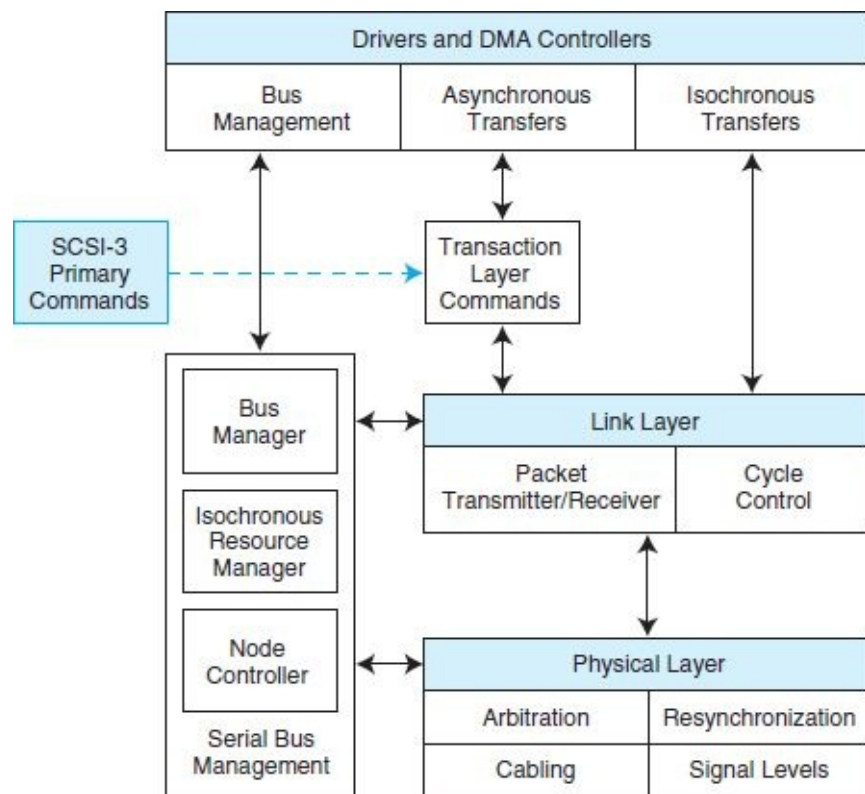 Drivers and DMA Controllers
Bus
Management
Asynchronous
Transfers
Isochronous
Transfers
SCSI-3
Primary
Commands
Transaction
Layer
Commands
Bus
Manager
Isochronous
Resource
Manager
Node
Controller
Serial Bus
Management
Link Layer
Packet
Transmitter/Receiver
Cycle
Control
Physical Layer
Arbitration
Resynchronization
Cabling
Signal Levels